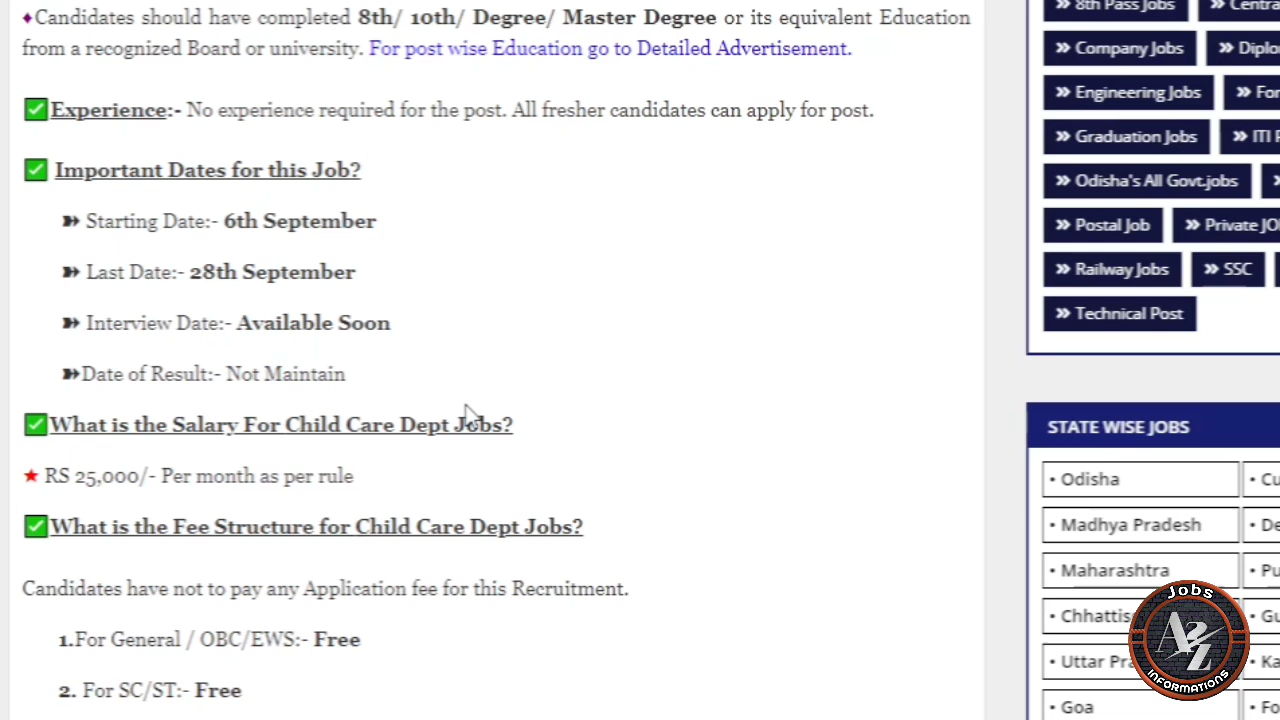 ♦Candidates should have completed 8th/ 10th/ Degree/ Master Degree or its equivalent Education
from a recognized Board or university. For post wise Education go to Detailed Advertisement.
✅Experience:- No experience required for the post. All fresher candidates can apply for post.
✅ Important Dates for this Job?
➽ Starting Date:- 6th September
➽ Last Date:- 28th September
➽ Interview Date:- Available Soon
➽Date of Result:- Not Maintain
✅What is the Salary For Child Care Dept Jobs?
★ RS 25,000/- Per month as per rule
✅What is the Fee Structure for Child Care Dept Jobs?
Candidates have not to pay any Application fee for this Recruitment.
1.For General / OBC/EWS:- Free
2. For SC/ST:- Free
» 8th Pass Jobs
» Company Jobs
» Engineering Jobs
» Graduation Jobs » ITI
» Odisha's All Govt.jobs
» Postal Job » Private
» Railway Jobs » SSC
» Technical Post
STATE WISE JOBS
• Odisha
• Madhya Pradesh
• Maharashtra
• Goa
Jobs
A2Z
INFORMATIONS